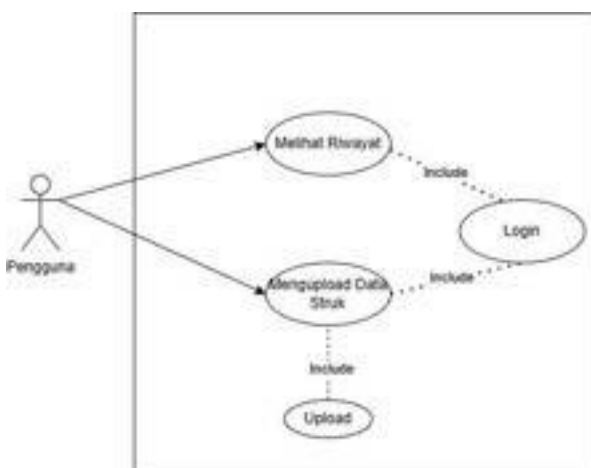 Melihat Riwayat
Include
Login
Pengguna
Include
Mengupload Data
Struk
Include
Upload